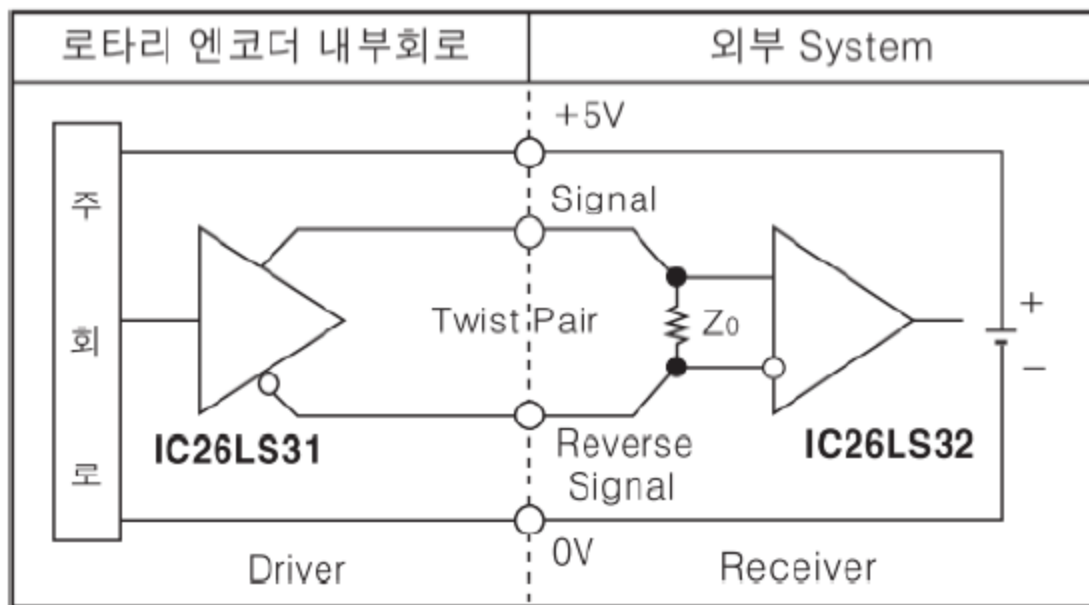 로타리 엔코더 내부회로
외부 System
+5V
주
회
로
Signal
Twist Pair
Z0
+
-
IC26LS31
IC26LS32
Reverse
Signal
0V
Driver
Receiver